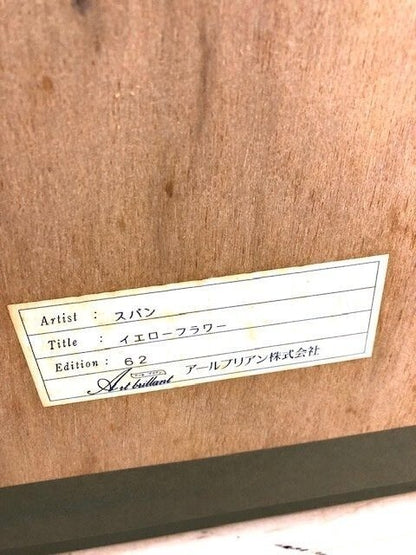 Artist : スパン
Title : イエローフラワー
Edition : 62
Art brillant アールブリアン株式会社